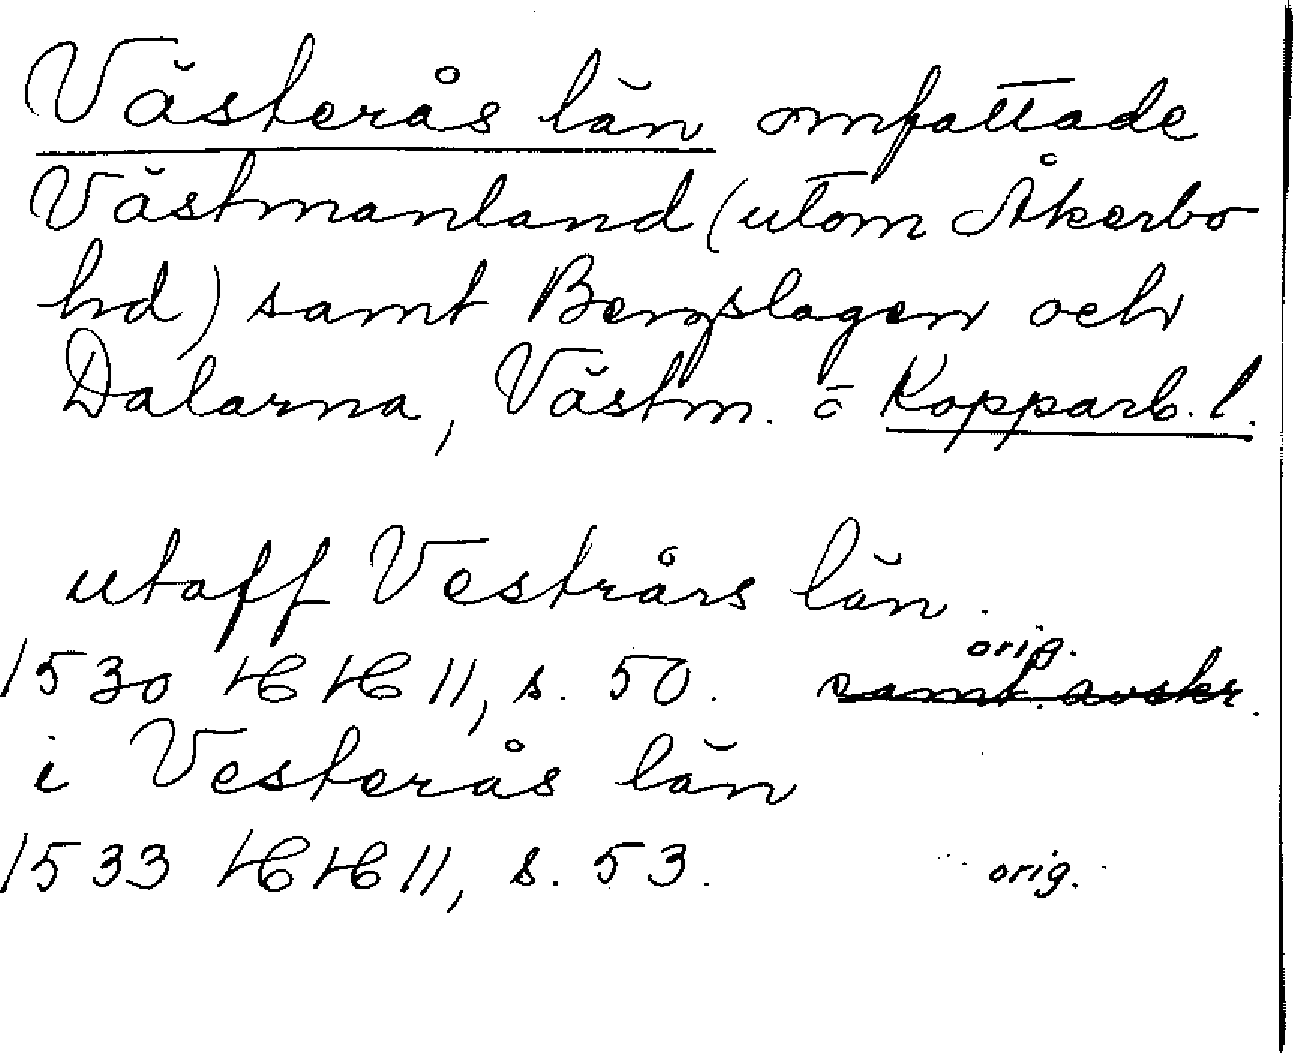 Västerås län omfattade
Västmanland (utom Åkerbo
hd) samt Bergslagen och
Dalarna, Västm. o Kopparb. l.
utaff Vestrårs län.
orig.
1530 HH 11, s. 50. samt. avskr.
i Vesterås län
1533 HH 11, s. 53. orig.